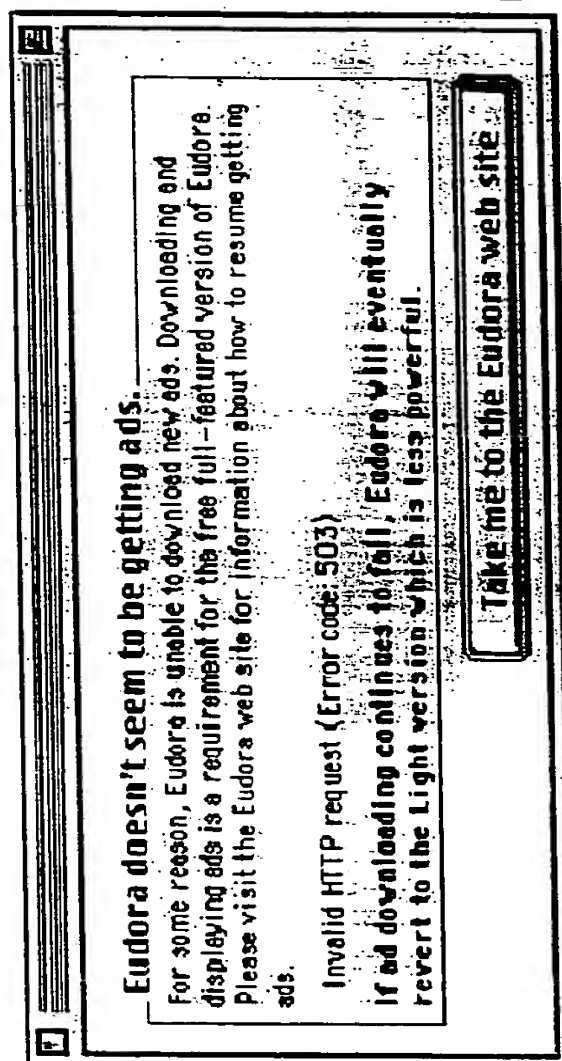 Eudora doesn't seem to be getting ads.
For some reason, Eudora is unable to download new ads. Downloading and
displaying ads is a requirement for the free full-featured version of Eudora.
Please visit the Eudora web site for information about how to resume getting
ads.
Invalid HTTP request (Error code: 503)
If ad downloading continues to fail, Eudora will eventually
revert to the Light version which is less powerful.
Take me to the Eudora web site